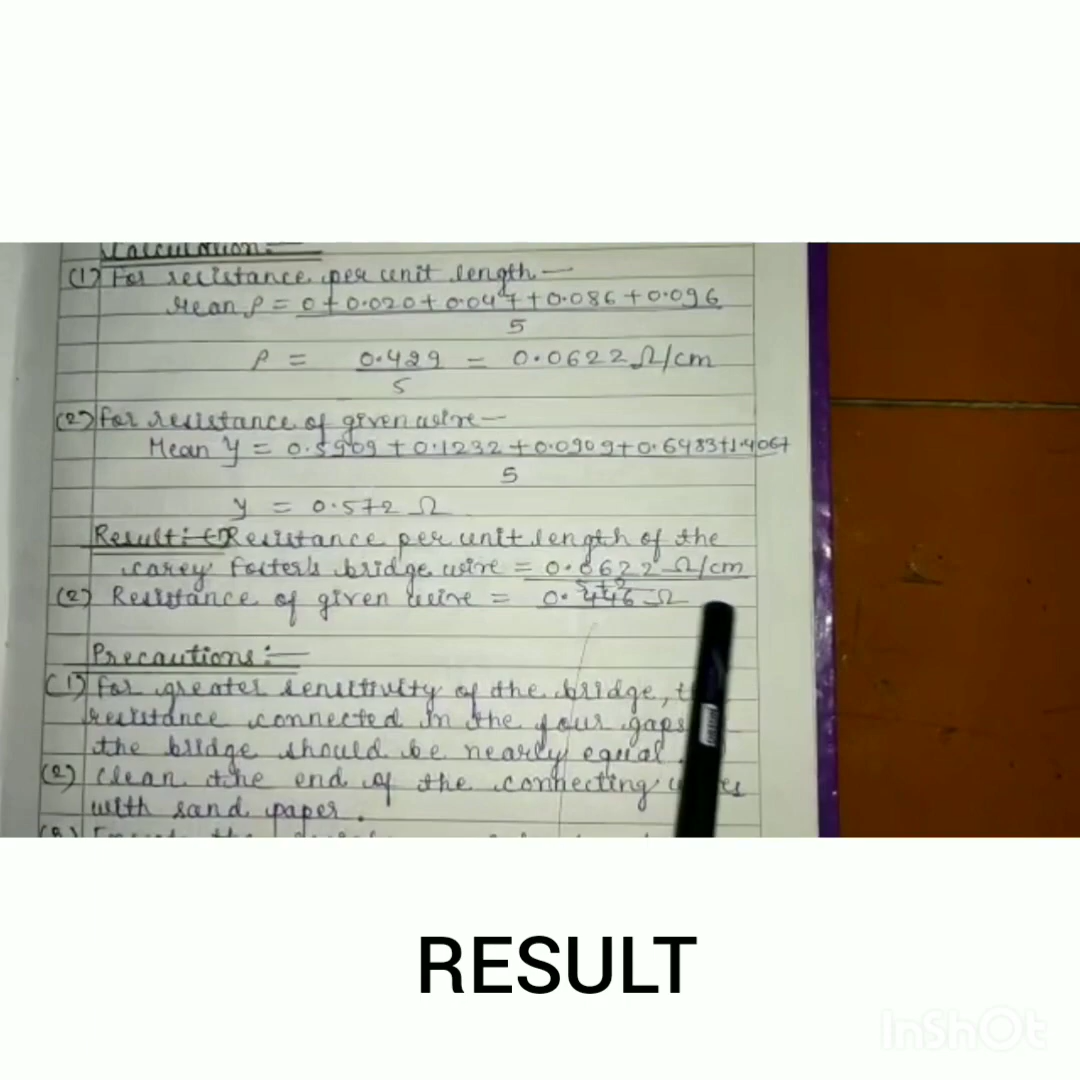 Calculation:-
(1) For resistance per unit length —
Mean ρ = 0 + 0.020 + 0.047 + 0.086 + 0.096
5
ρ = 0.429 = 0.0622 Ω/cm
5
(2) For resistance of given wire —
Mean Y = 0.5909 + 0.1232 + 0.0909 + 0.6483 + 1.4067
5
y = 0.572 Ω
Result:- (1) Resistance per unit length of the
carey foster's bridge wire = 0.0622 Ω/cm
572
(2) Resistance of given wire = 0.446 Ω
Precautions:—
(1) For greater sensitivity of the bridge,
resistance connected in the four gaps
the bridge should be nearly equal.
(2) Clean the end of the connecting
with sand paper.
RESULT
InShOt